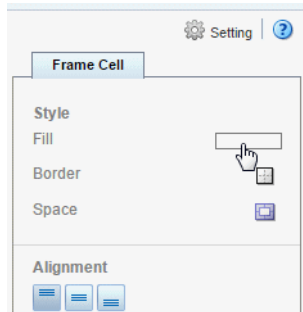 Setting
Frame Cell
Style
Fill
Border
Space
Alignment